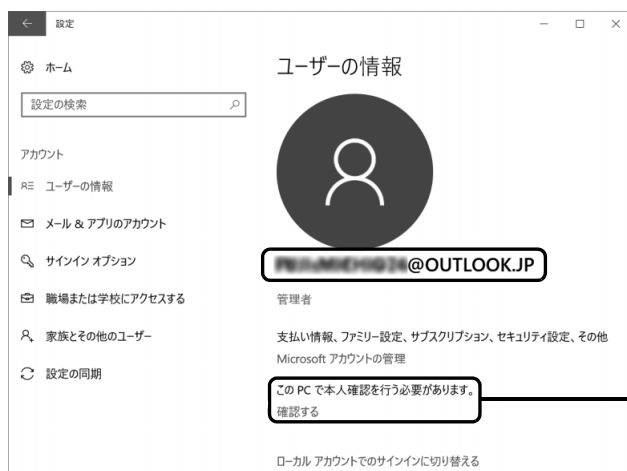 設定
ホーム
設定の検索
アカウント
ユーザーの情報
メール & アプリのアカウント
サインイン オプション
職場または学校にアクセスする
家族とその他のユーザー
設定の同期
ユーザーの情報
@OUTLOOK.JP
管理者
支払い情報、ファミリー設定、サブスクリプション、セキュリティ設定、その他
Microsoft アカウントの管理
この PC で本人確認を行う必要があります。
確認する
ローカル アカウントでのサインインに切り替える